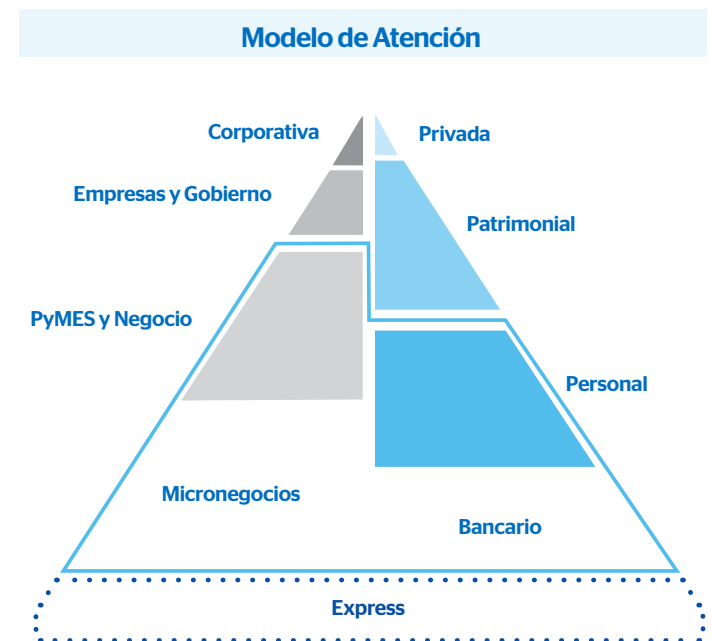 Modelo de Atención
Corporativa
Privada
Empresas y Gobierno
Patrimonial
PyMES y Negocio
Personal
Micronegocios
Bancario
Express